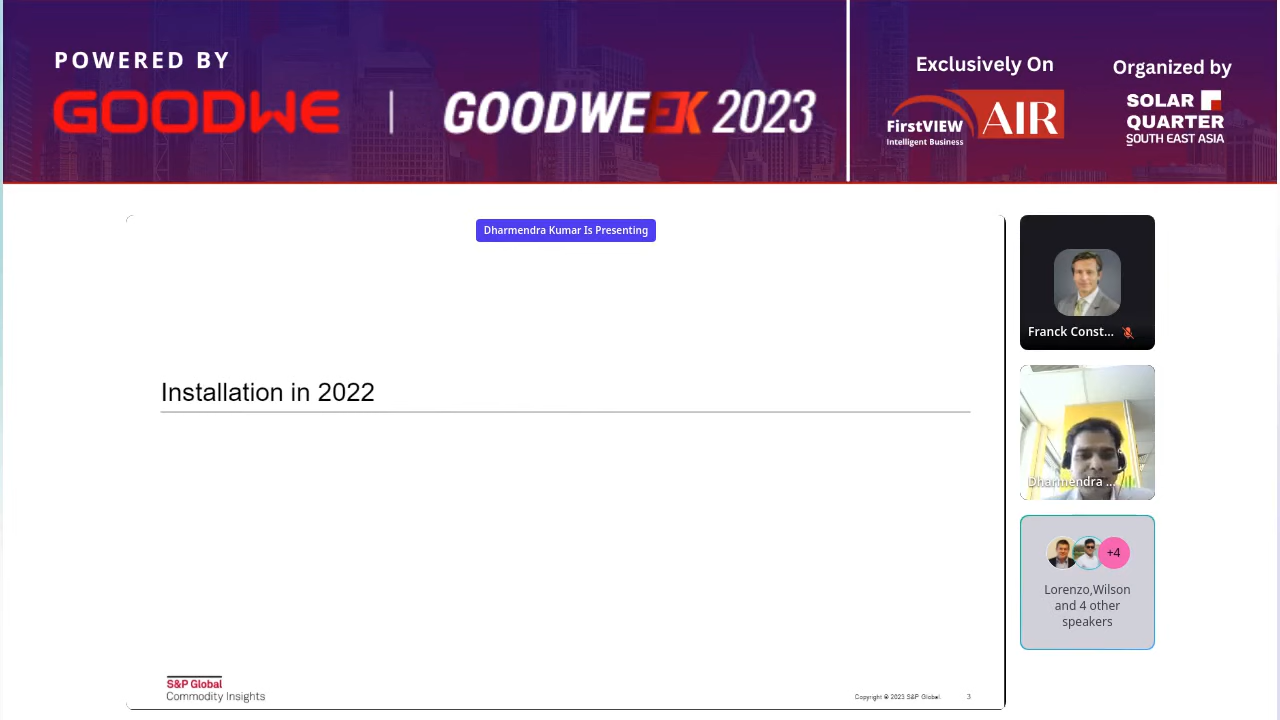 POWERED BY
GOODWE
GOODWEEK 2023
Exclusively On
FirstVIEW
Intelligent Business
AIR
Organized by
SOLAR
QUARTER
SOUTH EAST ASIA
Dharmendra Kumar Is Presenting
Installation in 2022
S&P Global
Commodity Insights
Copyright © 2023 S&P Global.
3
Franck Const...
Dharmendra ...
+4
Lorenzo,Wilson
and 4 other
speakers